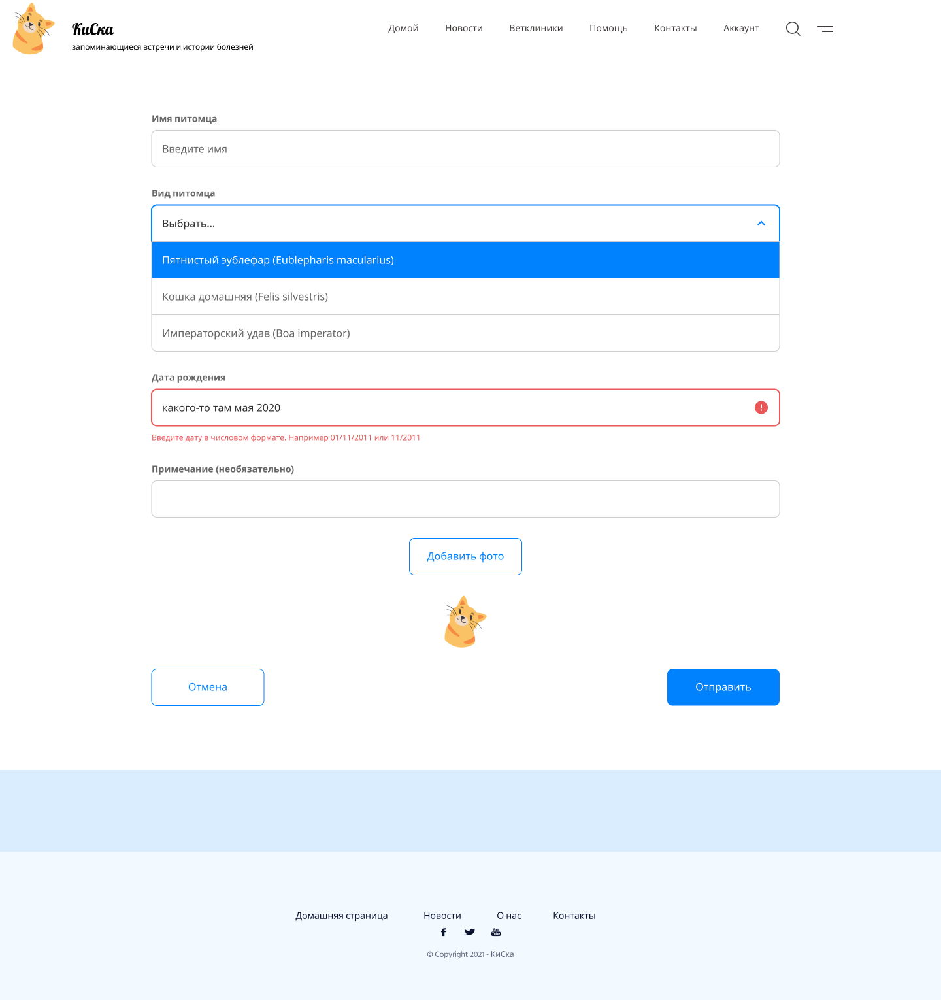 КиСка
запоминающиеся встречи и истории болезней
Домой Новости Ветклиники Помощь Контакты Аккаунт
Имя питомца
Введите имя
Вид питомца
Выбрать...
Пятнистый эублефар (Eublepharis macularius)
Кошка домашняя (Felis silvestris)
Императорский удав (Boa imperator)
Дата рождения
какого-то там мая 2020
Введите дату в числовом формате. Например 01/11/2011 или 11/2011
Примечание (необязательно)
Добавить фото
Отмена Отправить
Домашняя страница Новости О нас Контакты
You Tube
© Copyright 2021 - КиСка